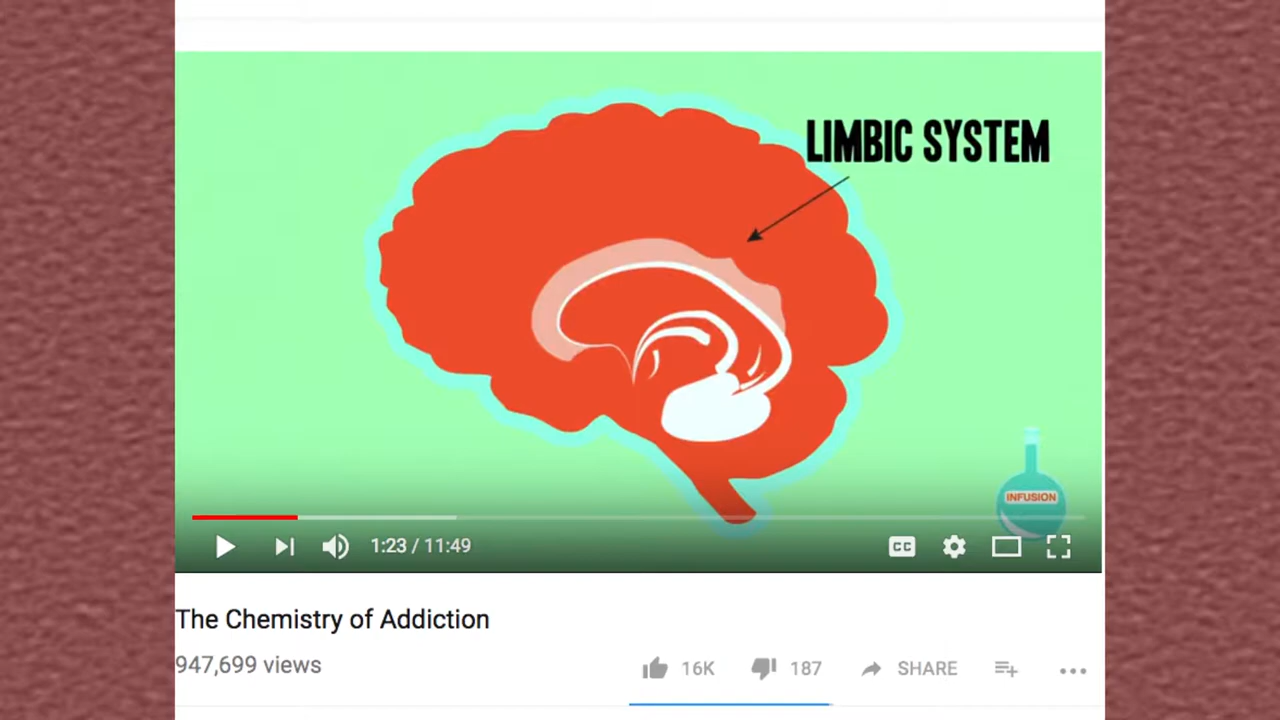 LIMBIC SYSTEM
INFUSION
1:23 / 11:49
CC
The Chemistry of Addiction
947,699 views
16K 187 SHARE